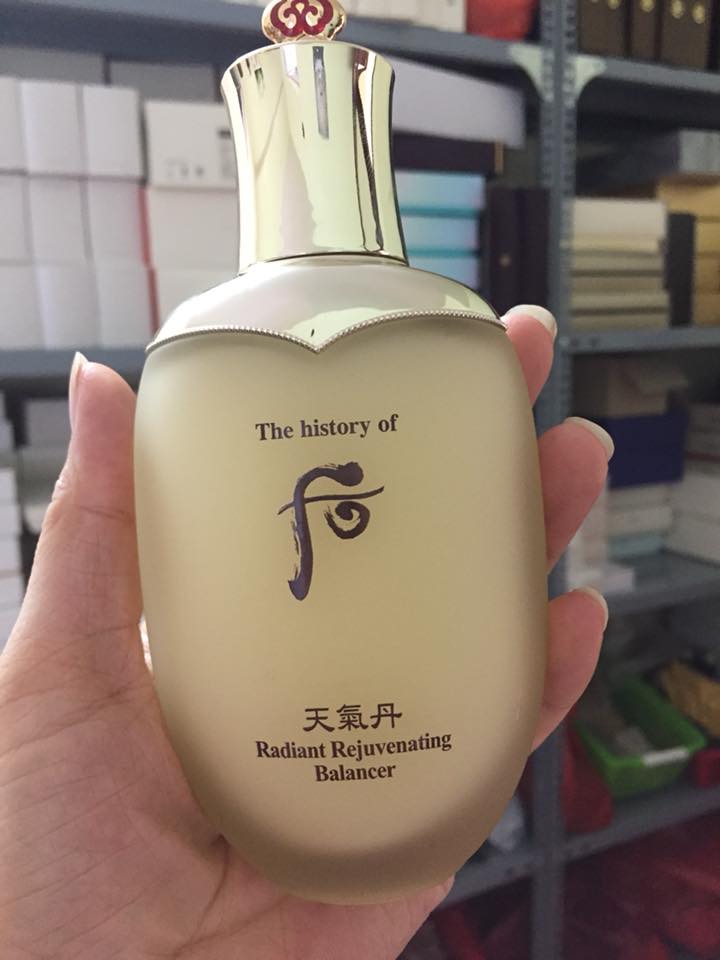 The history of
后
天氣丹
Radiant Rejuvenating
Balancer